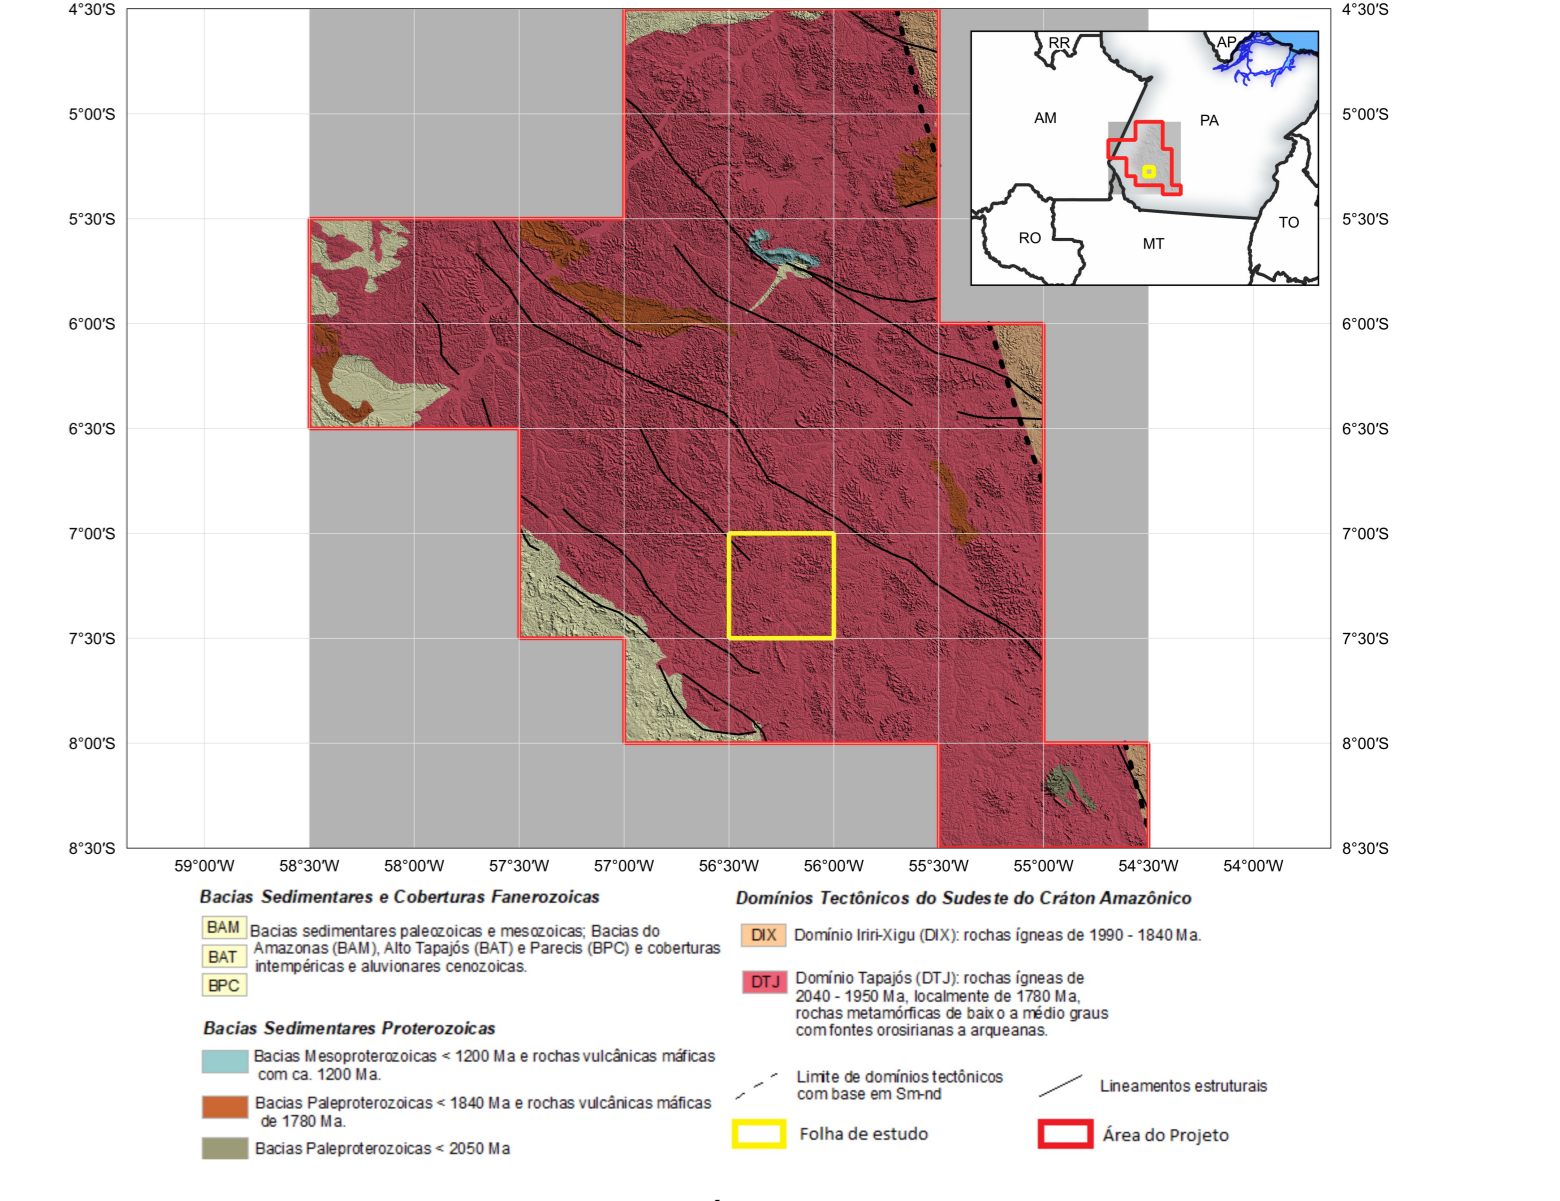 4°30'S
4°30'S
RR
AP
5°00'S
AM
PA
5°00'S
5°30'S
RO
MT
TO
5°30'S
6°00'S
6°00'S
6°30'S
6°30'S
7°00'S
7°00'S
7°30'S
7°30'S
8°00'S
8°00'S
8°30'S
8°30'S
59°00'W 58°30'W 58°00'W 57°30'W 57°00'W 56°30'W 56°00'W 55°30'W 55°00'W 54°30'W 54°00'W
Bacias Sedimentares e Coberturas Fanerozoicas
BAM
BAT
BPC
Bacias sedimentares paleozoicas e mesozoicas; Bacias do
Amazonas (BAM), Alto Tapajós (BAT) e Parecis (BPC) e coberturas
intempéricas e aluvionares cenozoicas.
Bacias Sedimentares Proterozoicas
Bacias Mesoproterozoicas < 1200 Ma e rochas vulcânicas máficas
com ca. 1200 Ma.
Bacias Paleproterozoicas < 1840 Ma e rochas vulcânicas máficas
de 1780 Ma.
Bacias Paleproterozoicas < 2050 Ma
Domínios Tectônicos do Sudeste do Cráton Amazônico
DIX
Domínio Iriri-Xigu (DIX): rochas ígneas de 1990 - 1840 Ma.
DTJ
Domínio Tapajós (DTJ): rochas ígneas de
2040 - 1950 Ma, localmente de 1780 Ma,
rochas metamórficas de baixo a médio graus
com fontes orosirianas a arqueanas.
Limite de domínios tectônicos
com base em Sm-nd
Lineamentos estruturais
Folha de estudo
Área do Projeto